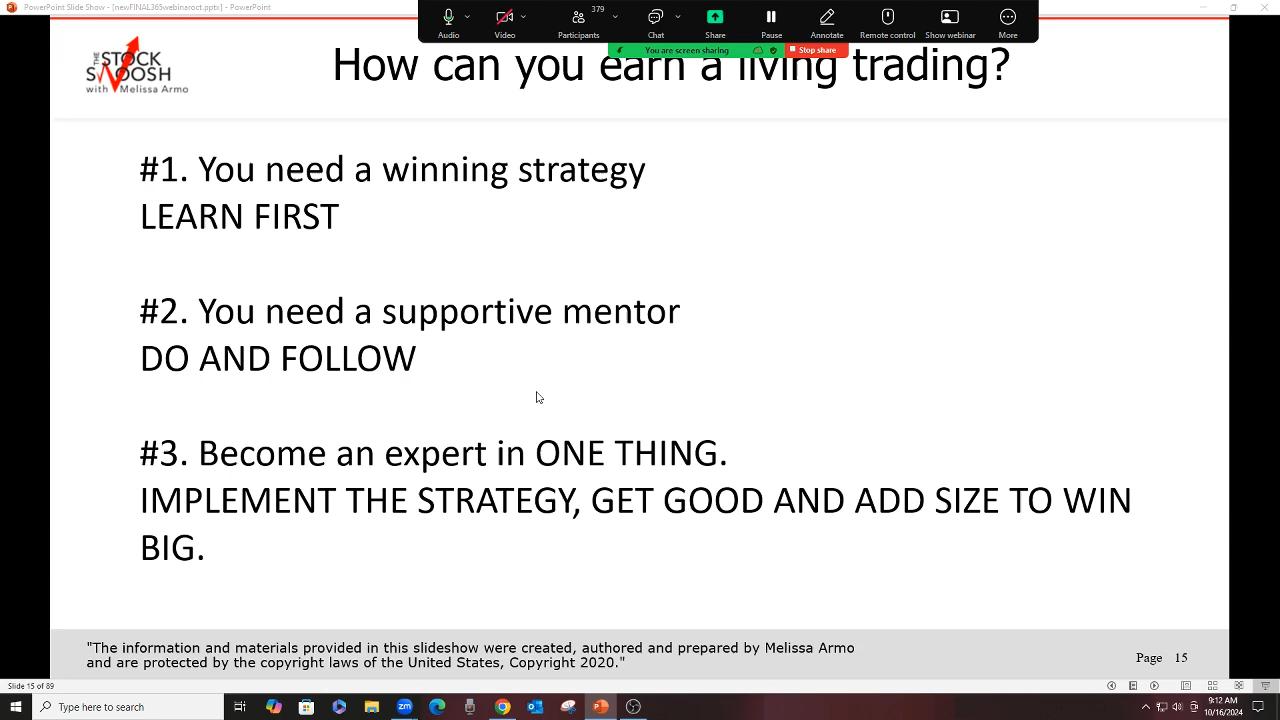 PowerPoint Slide Show - [newFINAL365webinaroct.pptx] - PowerPoint
379
Audio
Video
Participants
Chat
Share
Pause
Annotate
Remote control
Show webinar
More
You are screen sharing
Stop share
THE
STOCK
SWOOSH
with Melissa Armo
How can you earn a living trading?
#1. You need a winning strategy
LEARN FIRST
#2. You need a supportive mentor
DO AND FOLLOW
#3. Become an expert in ONE THING.
IMPLEMENT THE STRATEGY, GET GOOD AND ADD SIZE TO WIN
BIG.
"The information and materials provided in this slideshow were created, authored and prepared by Melissa Armo
and are protected by the copyright laws of the United States, Copyright 2020."
Page 15
Slide 15 of 89
Type here to search
9:12 AM
10/16/2024